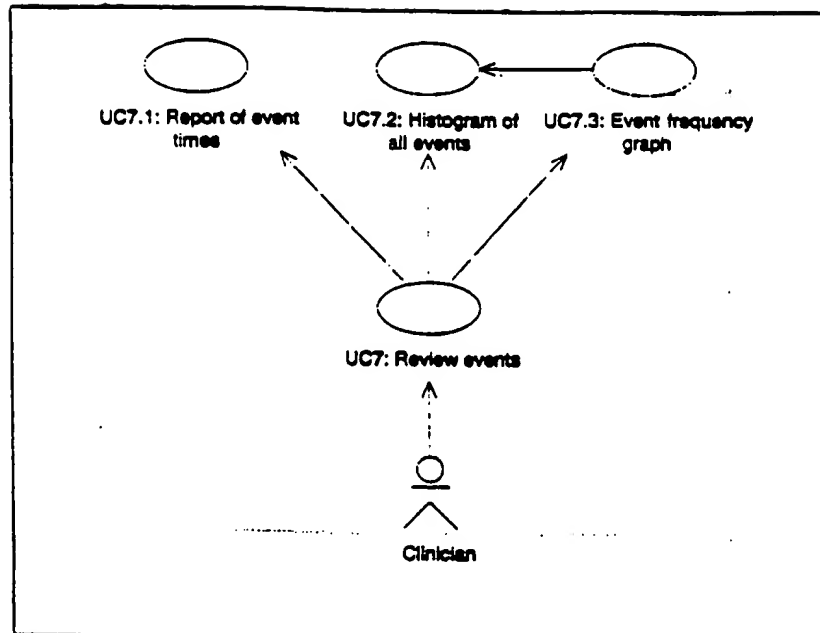 UC7.1: Report of event
times
UC7.2: Histogram of
all events
UC7.3: Event frequency
graph
UC7: Review events
Clinician